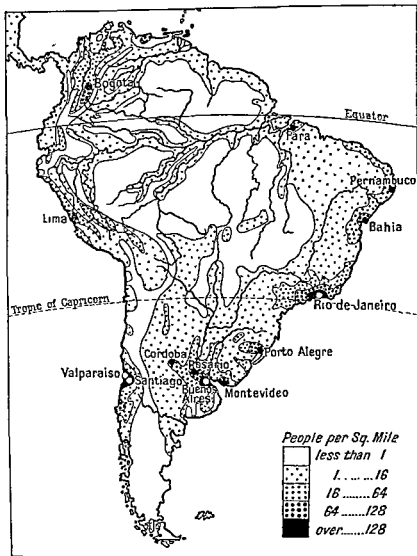 Bogota
Equator
Para
Pernambuco
Lima
Bahia
Tropic of Capricorn
Rio de Janeiro
Cordoba
Rosario
Porto Alegre
Valparaiso
Santiago
Buenos
Aires
Montevideo
People per Sq. Mile
less than 1
1......16
16......64
64......128
over......128